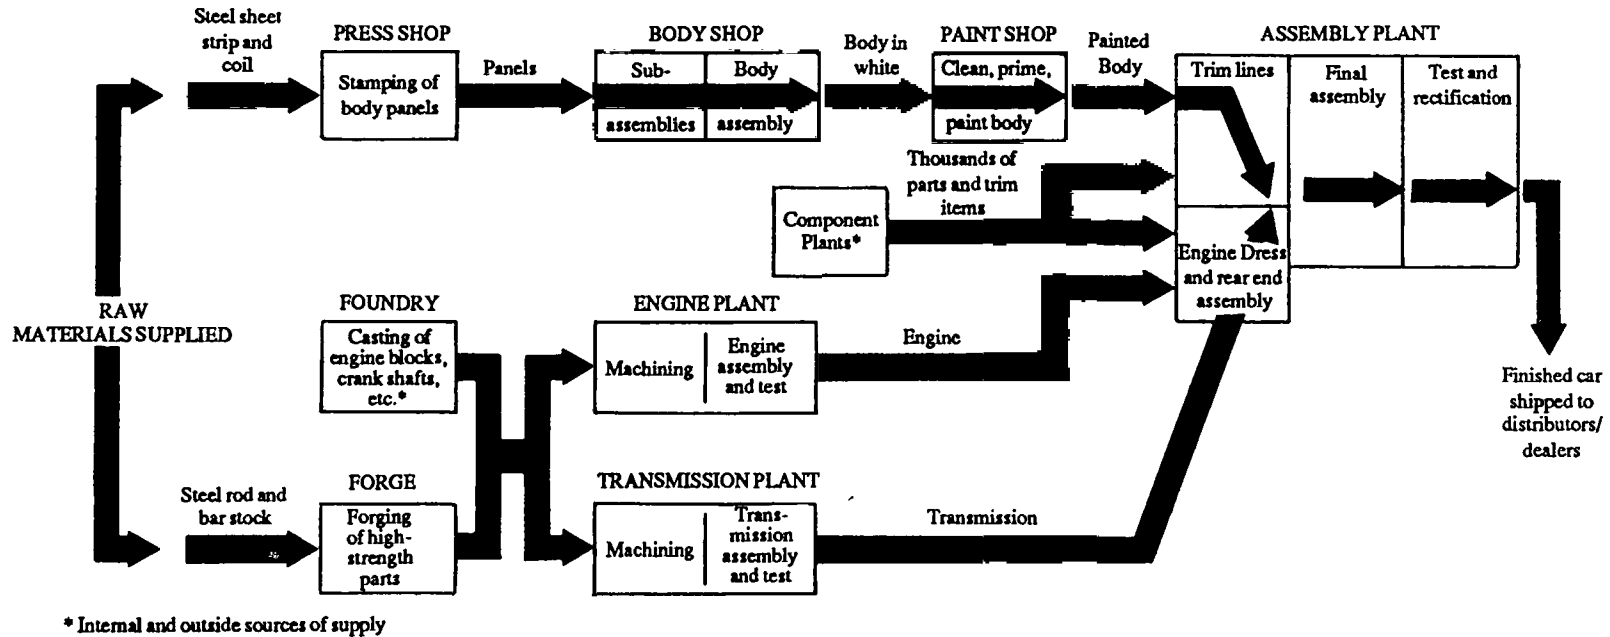 Steel sheet
strip and
coil
PRESS SHOP
Stamping of
body panels
Panels
BODY SHOP
Sub-
assemblies
Body
assembly
Body in
white
PAINT SHOP
Clean, prime,
paint body
Painted
Body
ASSEMBLY PLANT
Trim lines
Final
assembly
Test and
rectification
Thousands of
parts and trim
items
Component
Plants*
Engine Dress
and rear end
assembly
RAW
MATERIALS SUPPLIED
FOUNDRY
Casting of
engine blocks,
crank shafts,
etc.*
ENGINE PLANT
Machining
Engine
assembly
and test
Engine
Finished car
shipped to
distributors/
dealers
Steel rod and
bar stock
FORGE
Forging
of high-
strength
parts
TRANSMISSION PLANT
Machining
Trans-
mission
assembly
and test
Transmission
* Internal and outside sources of supply